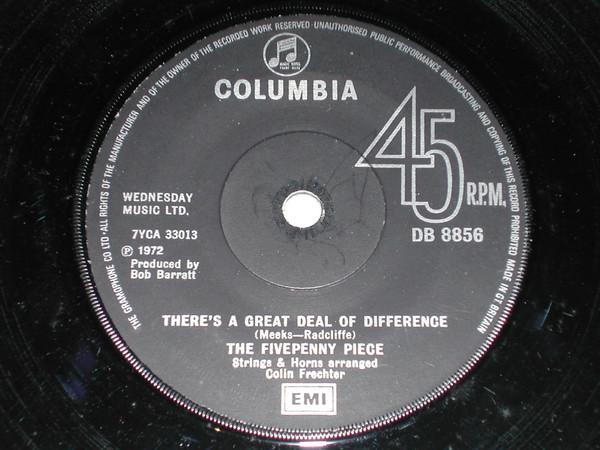 THE GRAMOPHONE CO LTD·ALL RIGHTS OF THE MANUFACTURER AND OF THE OWNER OF THE RECORDED WORK RESERVED·UNAUTHORISED PUBLIC PERFORMANCE BROADCASTING AND COPYING OF THIS RECORD PROHIBITED MADE IN GT BRITAIN
COLUMBIA
45 R.P.M.
WEDNESDAY
MUSIC LTD.
DB 8856
7YCA 33013
℗ 1972
Produced by
Bob Barratt
THERE'S A GREAT DEAL OF DIFFERENCE
(Meeks—Radcliffe)
THE FIVEPENNY PIECE
Strings & Horns arranged
Colin Frechter
EMI